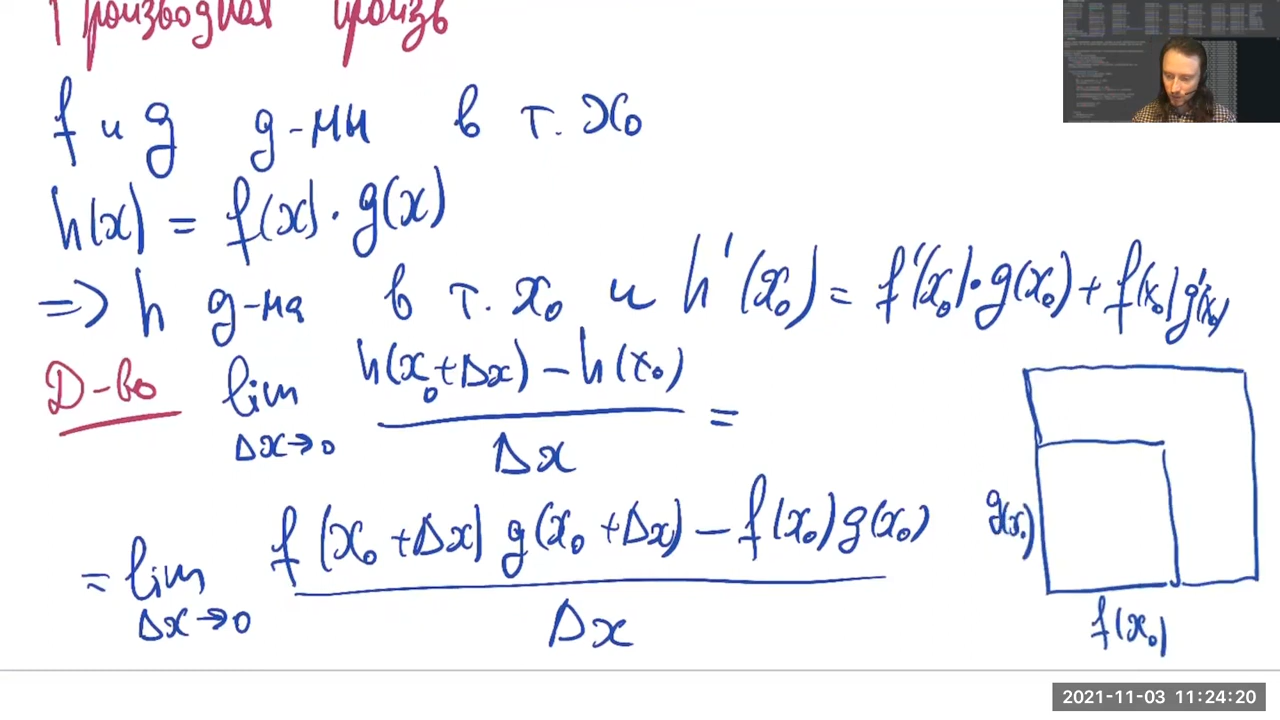 Производная произв
f и g д-мы в т. x₀
h(x) = f(x) · g(x)
=> h д-ма в т. x₀ и h'(x₀) = f'(x₀) · g(x₀) + f(x₀) g'(x₀)
Д-во lim Δx→0 (h(x₀+Δx) − h(x₀)) / Δx =
= lim Δx→0 (f(x₀+Δx) g(x₀+Δx) − f(x₀) g(x₀)) / Δx
g(x₀)
f(x₀)
2021-11-03 11:24:20